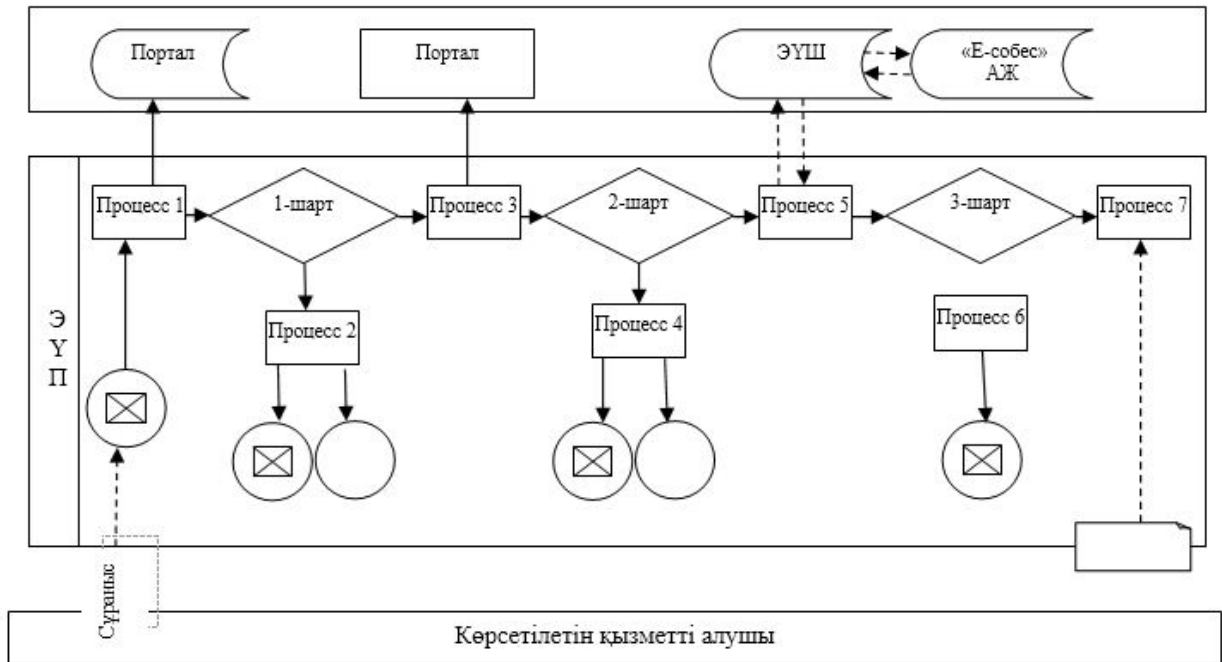 Портал
Портал
ЭҮШ
«Е-собес»
АЖ
Процесс 1
1-шарт
Процесс 3
2-шарт
Процесс 5
3-шарт
Процесс 7
Процесс 2
Процесс 4
Процесс 6
Э
Ү
П
Сұраныс
Көрсетілетін қызметті алушы